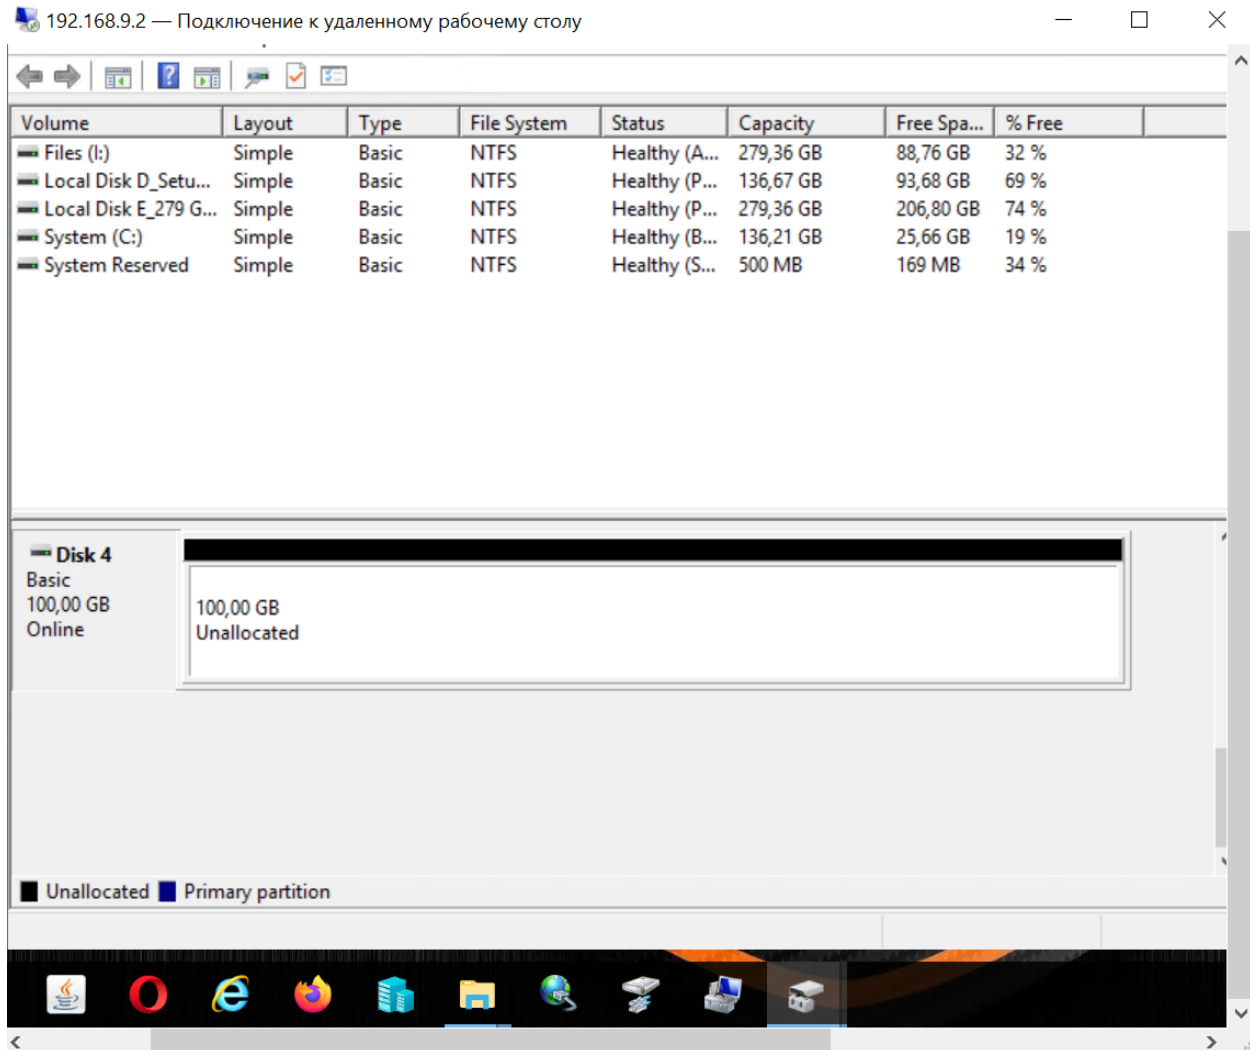 192.168.9.2 — Подключение к удаленному рабочему столу
Volume Layout Type File System Status Capacity Free Spa... % Free
Files (I:) Simple Basic NTFS Healthy (A... 279,36 GB 88,76 GB 32 %
Local Disk D_Setu... Simple Basic NTFS Healthy (P... 136,67 GB 93,68 GB 69 %
Local Disk E_279 G... Simple Basic NTFS Healthy (P... 279,36 GB 206,80 GB 74 %
System (C:) Simple Basic NTFS Healthy (B... 136,21 GB 25,66 GB 19 %
System Reserved Simple Basic NTFS Healthy (S... 500 MB 169 MB 34 %
Disk 4
Basic
100,00 GB
Online
100,00 GB
Unallocated
Unallocated Primary partition